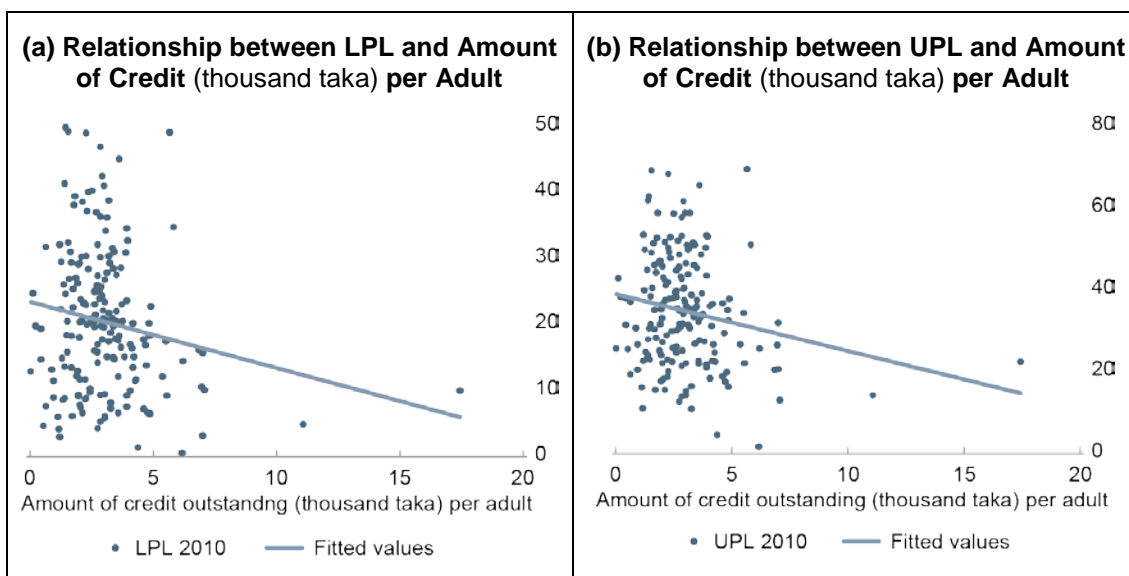 (a) Relationship between LPL and Amount
of Credit (thousand taka) per Adult
50
40
30
20
10
0
0 5 10 15 20
Amount of credit outstandng (thousand taka) per adult
LPL 2010 Fitted values
(b) Relationship between UPL and Amount
of Credit (thousand taka) per Adult
80
60
40
20
0
0 5 10 15 20
Amount of credit outstanding (thousand taka) per adult
UPL 2010 Fitted values